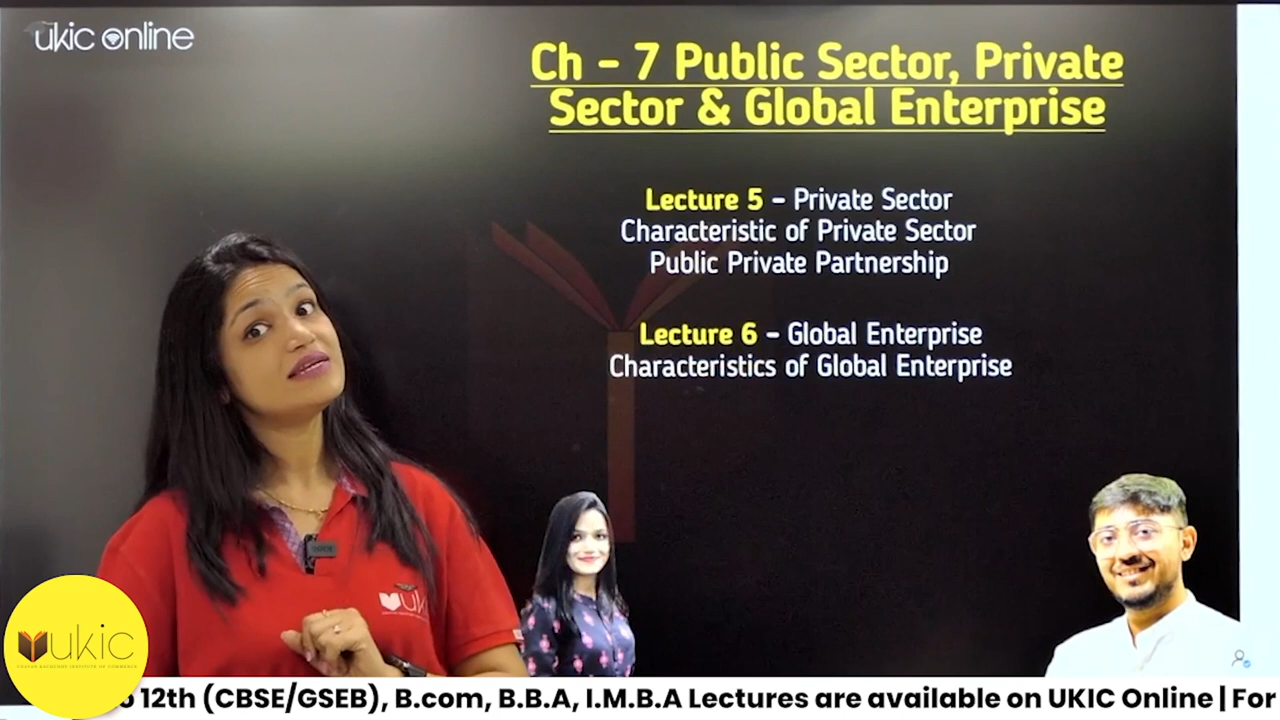 ukic online
Ch - 7 Public Sector, Private
Sector & Global Enterprise
Lecture 5 - Private Sector
Characteristic of Private Sector
Public Private Partnership
Lecture 6 - Global Enterprise
Characteristics of Global Enterprise
ukic
12th (CBSE/GSEB), B.com, B.B.A, I.M.B.A Lectures are available on UKIC Online | For